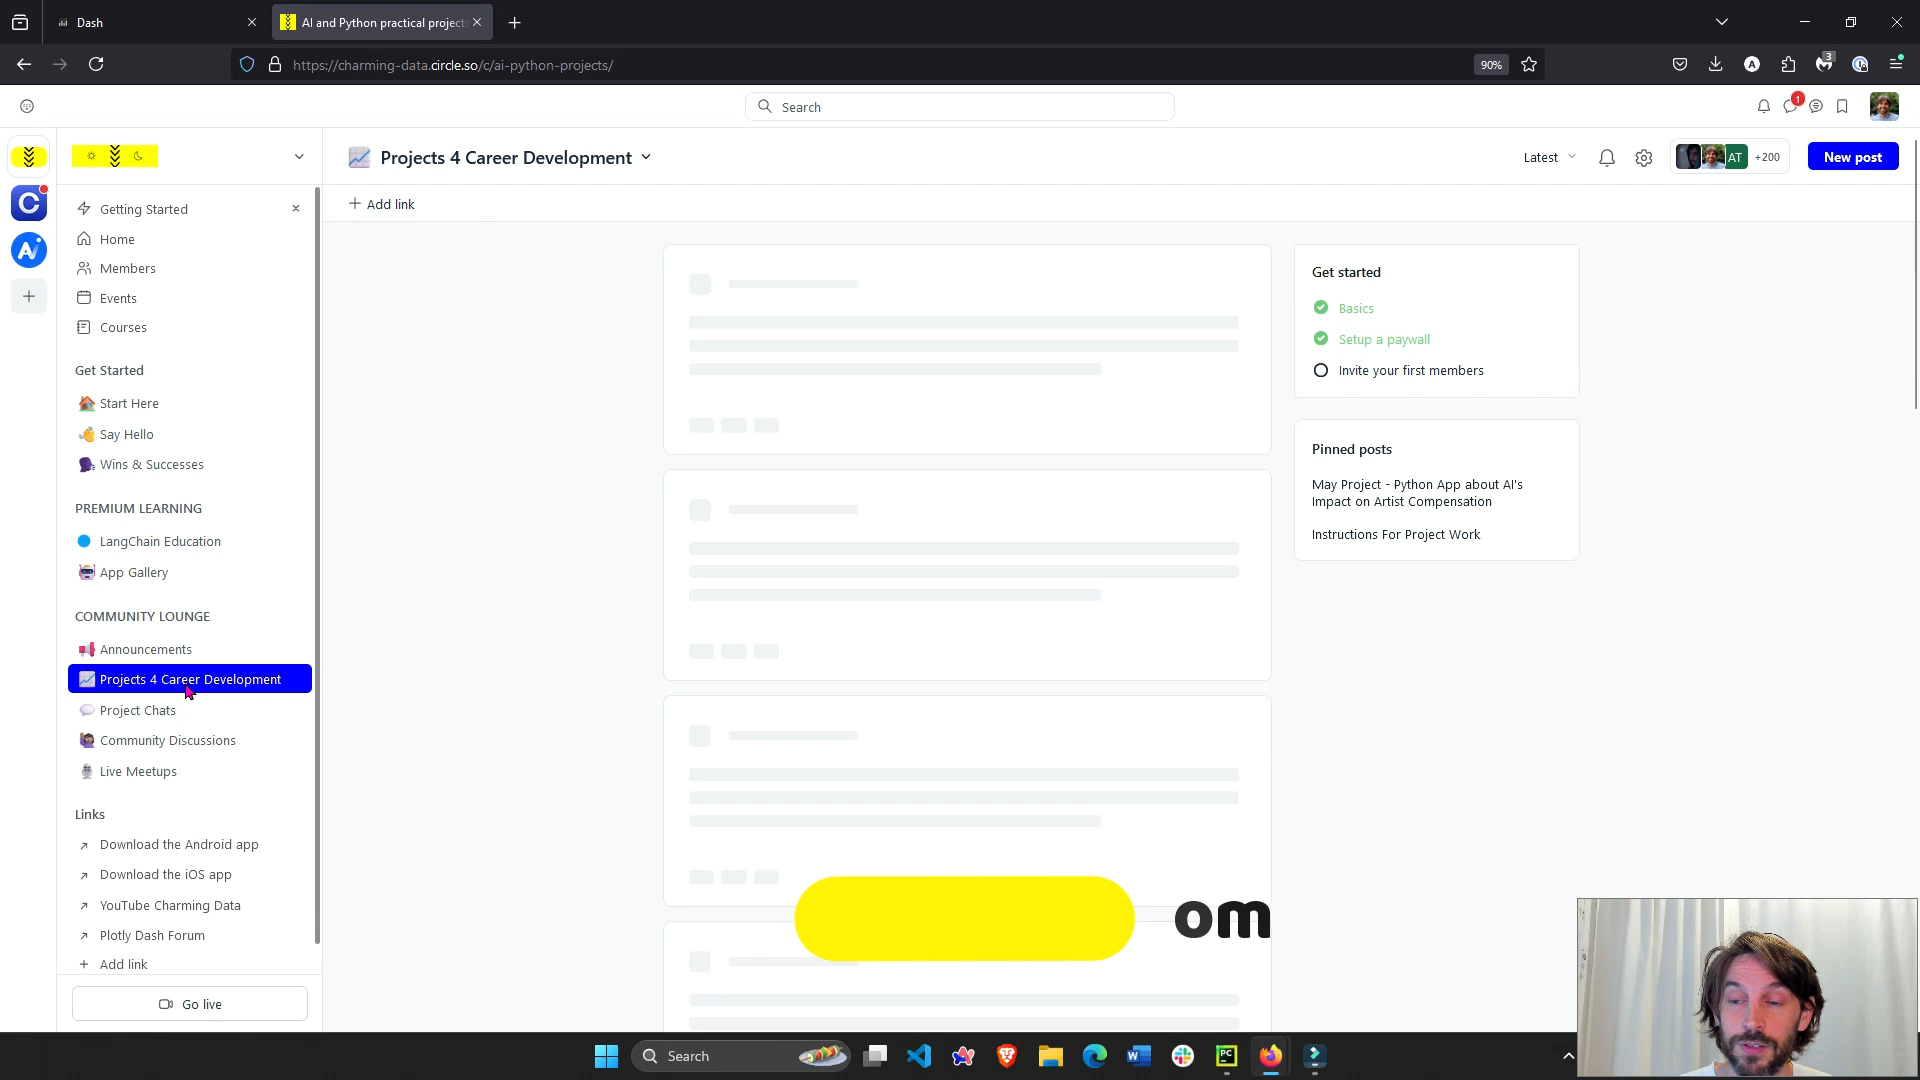 Dash
AI and Python practical project
https://charming-data.circle.so/c/ai-python-projects/
90%
3
Search
1
Projects 4 Career Development
Latest
AT
+200
New post
Add link
Getting Started
Home
Members
Events
Courses
Get Started
Start Here
Say Hello
Wins & Successes
PREMIUM LEARNING
LangChain Education
App Gallery
COMMUNITY LOUNGE
Announcements
Projects 4 Career Development
Project Chats
Community Discussions
Live Meetups
Links
Download the Android app
Download the iOS app
YouTube Charming Data
Plotly Dash Forum
Add link
Go live
Get started
Basics
Setup a paywall
Invite your first members
Pinned posts
May Project - Python App about AI's
Impact on Artist Compensation
Instructions For Project Work
om
Search
PC